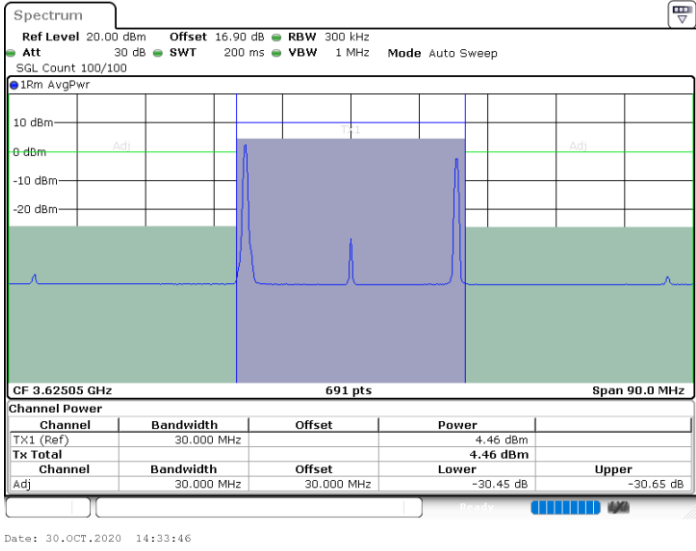 Spectrum
Ref Level 20.00 dBm Offset 16.90 dB RBW 300 kHz
Att 30 dB SWT 200 ms VBW 1 MHz Mode Auto Sweep
SGL Count 100/100
1Rm AvgPwr
10 dBm
TX1
Adj
0 dBm
Adj
-10 dBm
-20 dBm
CF 3.62505 GHz 691 pts Span 90.0 MHz
Channel Power
Channel Bandwidth Offset Power
TX1 (Ref) 30.000 MHz 4.46 dBm
Tx Total 4.46 dBm
Channel Bandwidth Offset Lower Upper
Adj 30.000 MHz 30.000 MHz -30.45 dB -30.65 dB
Ready
Date: 30.OCT.2020 14:33:46